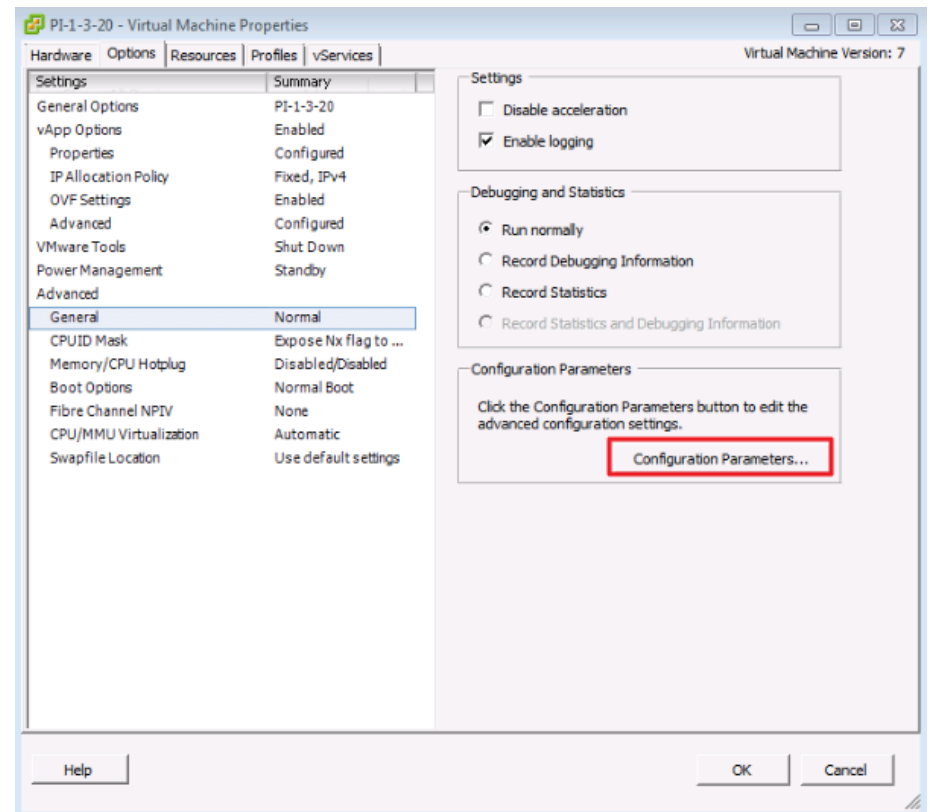 PI-1-3-20 - Virtual Machine Properties
Hardware Options Resources Profiles vServices Virtual Machine Version: 7
Settings Summary
General Options PI-1-3-20
vApp Options Enabled
Properties Configured
IP Allocation Policy Fixed, IPv4
OVF Settings Enabled
Advanced Configured
VMware Tools Shut Down
Power Management Standby
Advanced
General Normal
CPUID Mask Expose Nx flag to ...
Memory/CPU Hotplug Disabled/Disabled
Boot Options Normal Boot
Fibre Channel NPIV None
CPU/MMU Virtualization Automatic
Swapfile Location Use default settings
Settings
Disable acceleration
Enable logging
Debugging and Statistics
Run normally
Record Debugging Information
Record Statistics
Record Statistics and Debugging Information
Configuration Parameters
Click the Configuration Parameters button to edit the
advanced configuration settings.
Configuration Parameters...
Help OK Cancel